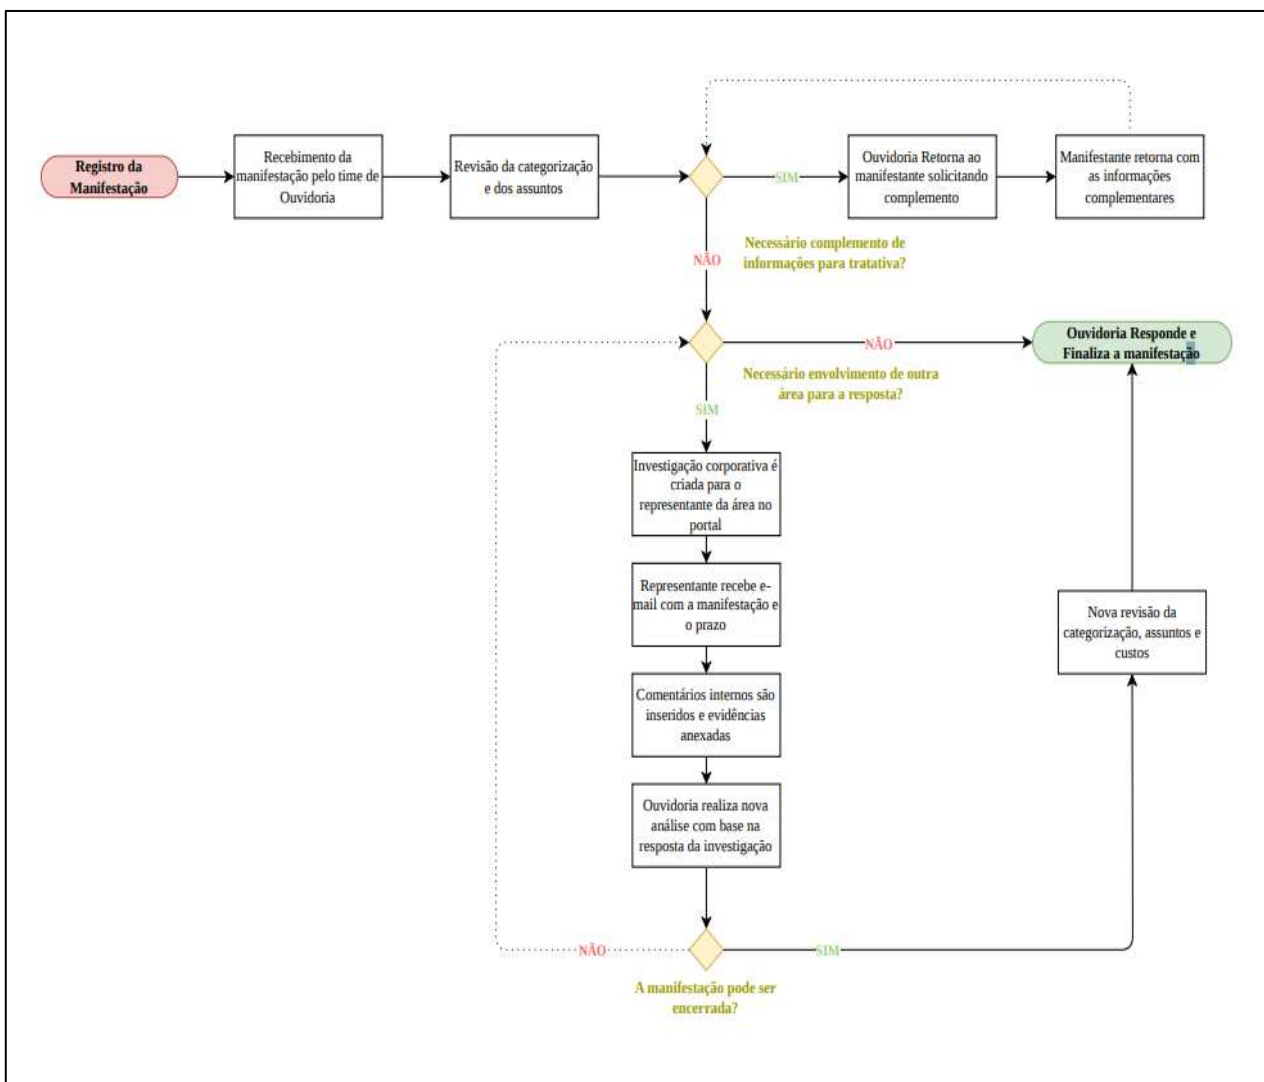 Registro da
Manifestação
Recebimento da
manifestação pelo time de
Ouvidoria
Revisão da categorização
e dos assuntos
SIM
Ouvidoria Retorna ao
manifestante solicitando
complemento
Manifestante retorna com
as informações
complementares
Necessário complemento de
informações para tratativa?
NÃO
NÃO
Ouvidoria Responde e
Finaliza a manifestação
Necessário envolvimento de outra
área para a resposta?
SIM
Investigação corporativa é
criada para o
representante da área no
portal
Representante recebe e-
mail com a manifestação e
o prazo
Comentários internos são
inseridos e evidências
anexadas
Ouvidoria realiza nova
análise com base na
resposta da investigação
NÃO
SIM
A manifestação pode ser
encerrada?
Nova revisão da
categorização, assuntos e
custos